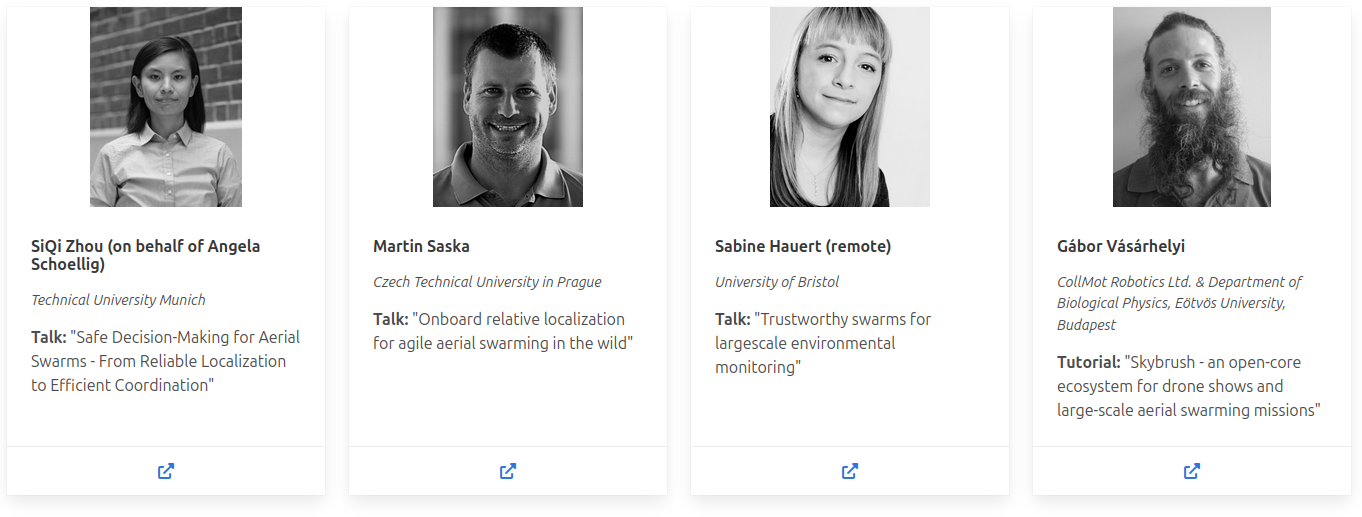 SiQi Zhou (on behalf of Angela
Schoellig)
Technical University Munich
Talk: "Safe Decision-Making for Aerial
Swarms - From Reliable Localization
to Efficient Coordination"
Martin Saska
Czech Technical University in Prague
Talk: "Onboard relative localization
for agile aerial swarming in the wild"
Sabine Hauert (remote)
University of Bristol
Talk: "Trustworthy swarms for
largescale environmental
monitoring"
Gábor Vásárhelyi
CollMot Robotics Ltd. & Department of
Biological Physics, Eötvös University,
Budapest
Tutorial: "Skybrush - an open-core
ecosystem for drone shows and
large-scale aerial swarming missions"